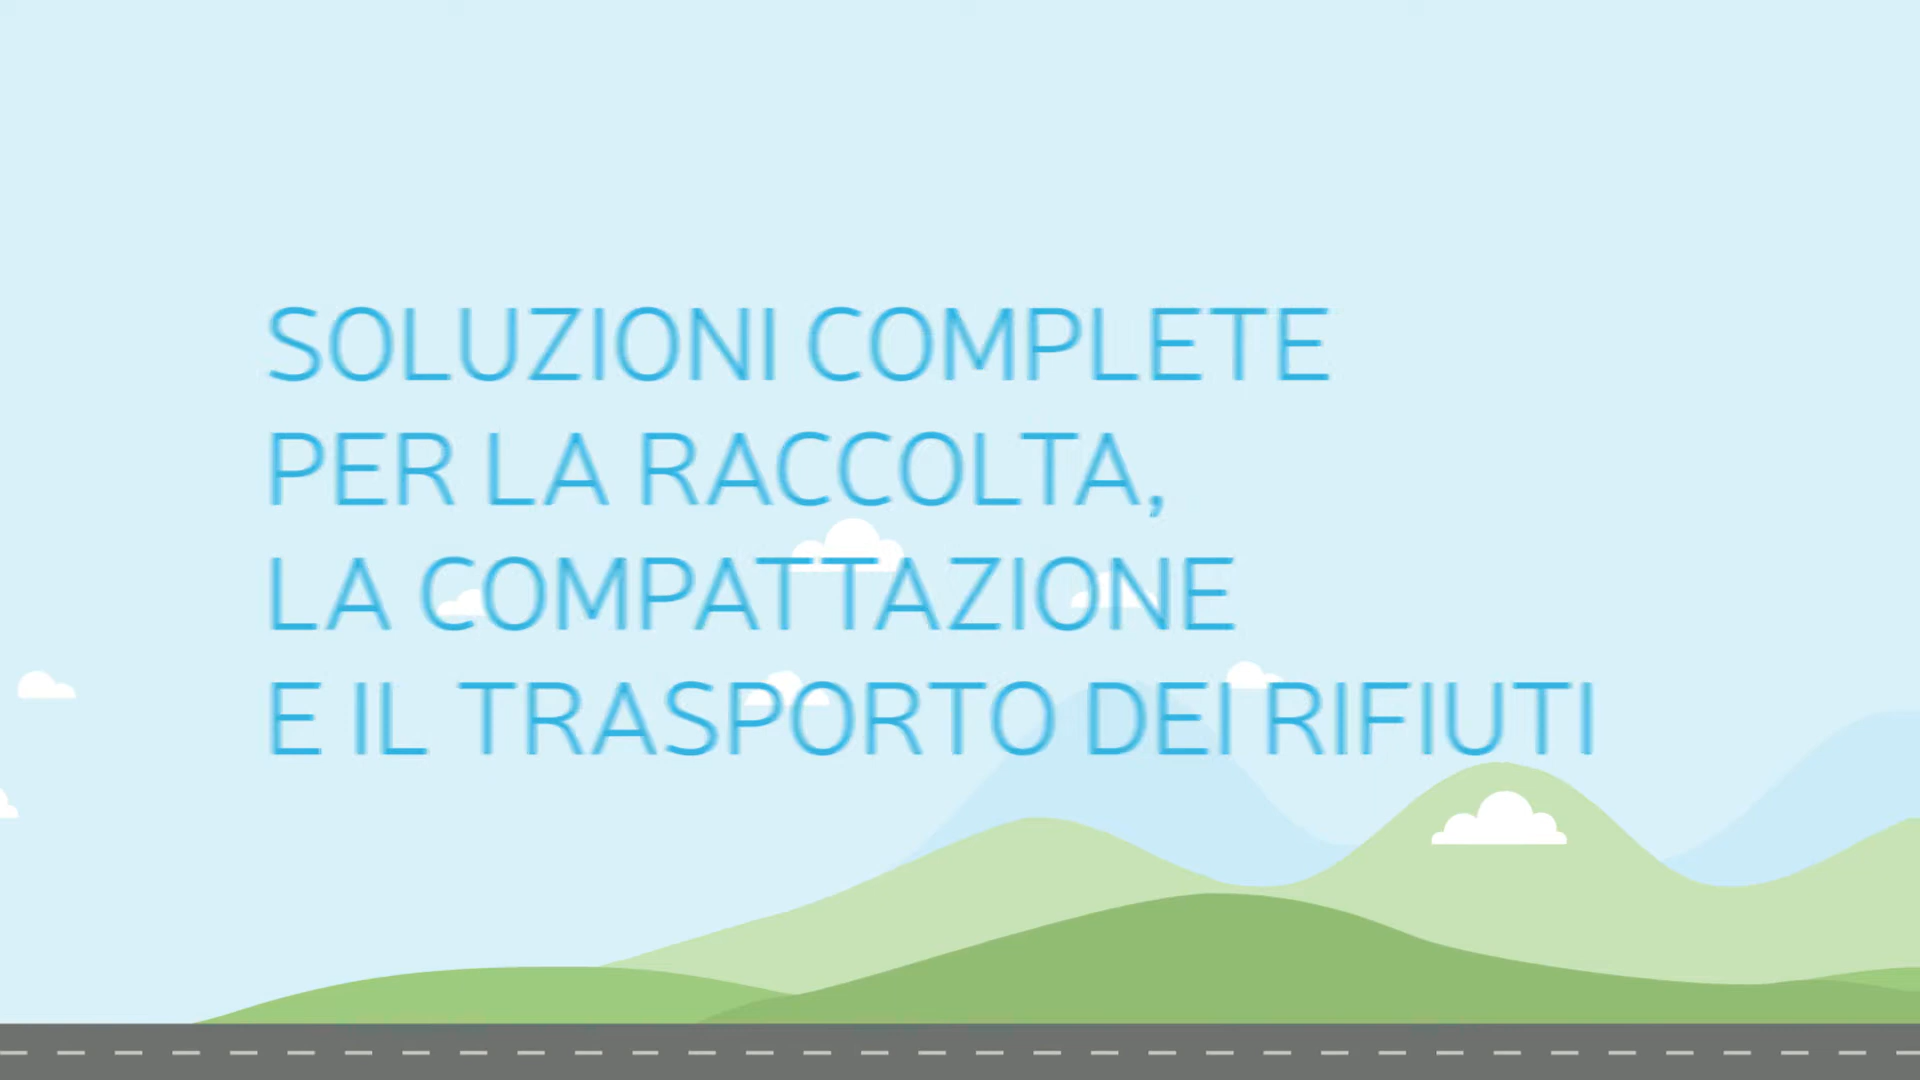 SOLUZIONI COMPLETE
PER LA RACCOLTA,
LA COMPATTAZIONE
E IL TRASPORTO DEI RIFIUTI